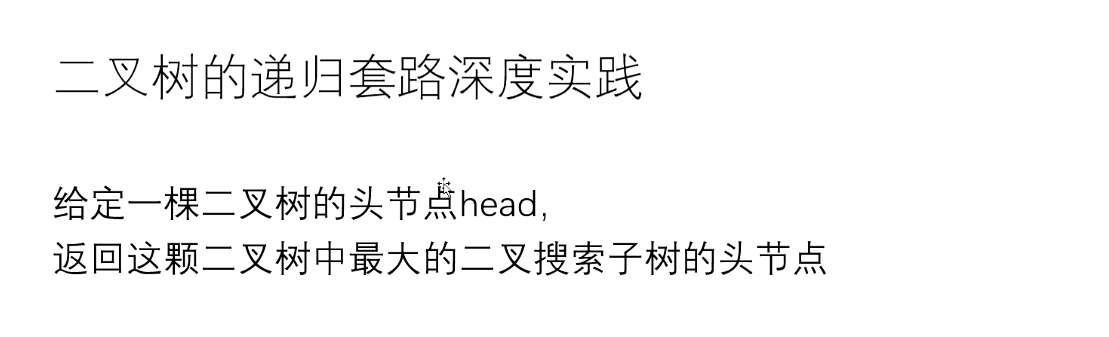 二叉树的递归套路深度实践
给定一棵二叉树的头节点head,
返回这颗二叉树中最大的二叉搜索子树的头节点